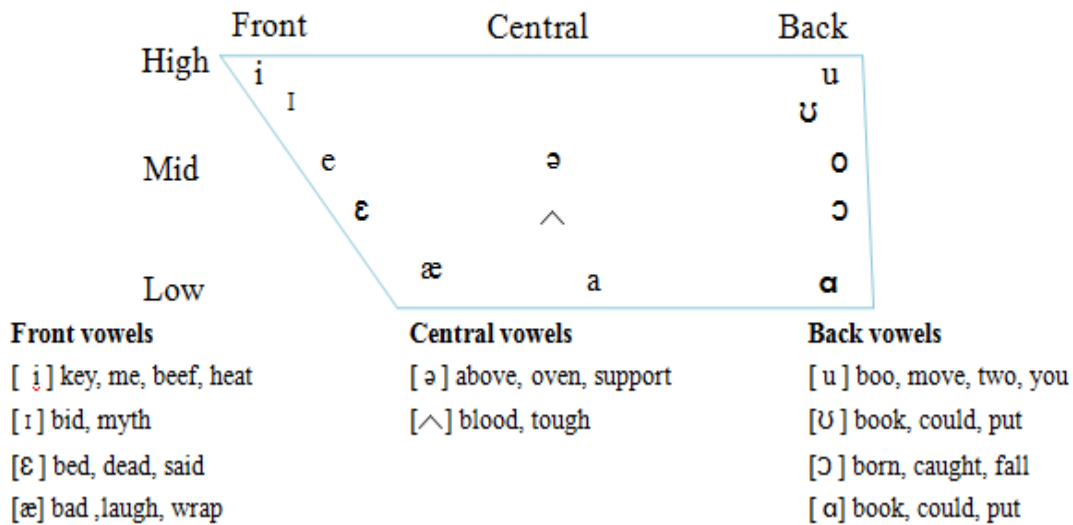 Front Central Back
High i u
ɪ ʊ
Mid e ə o
ɛ ^ ɔ
æ a ɑ
Low
Front vowels Central vowels Back vowels
[ i ] key, me, beef, heat [ ə ] above, oven, support [ u ] boo, move, two, you
[ ɪ ] bid, myth [^] blood, tough [ʊ ] book, could, put
[ɛ ] bed, dead, said [ɔ ] born, caught, fall
[æ] bad ,laugh, wrap [ ɑ] book, could, put